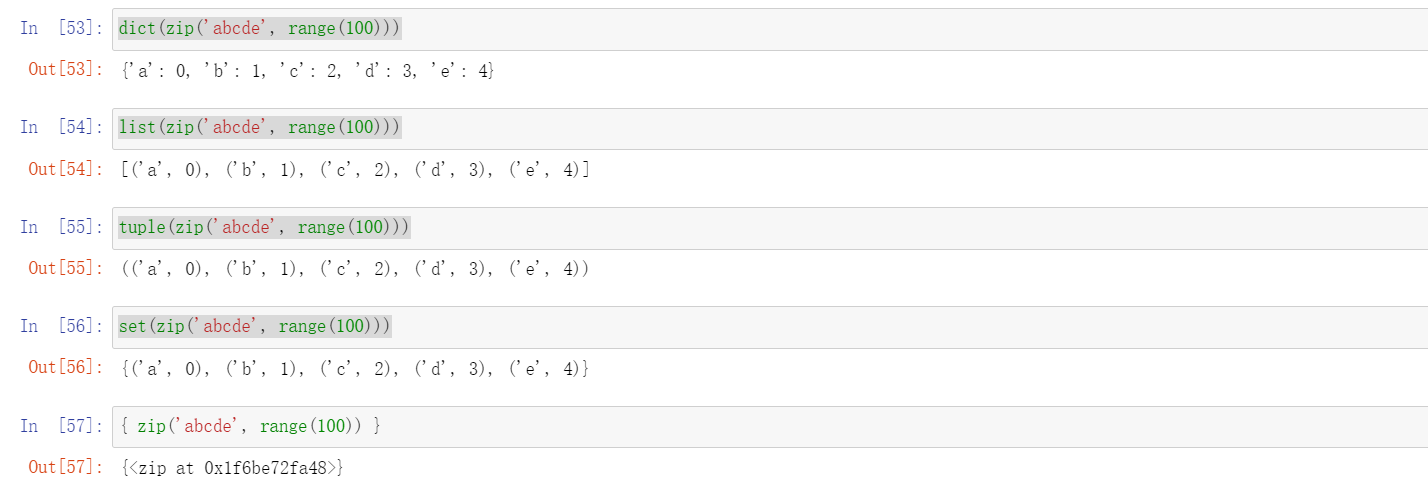 In [53]: dict(zip('abcde', range(100)))
Out[53]: {'a': 0, 'b': 1, 'c': 2, 'd': 3, 'e': 4}
In [54]: list(zip('abcde', range(100)))
Out[54]: [('a', 0), ('b', 1), ('c', 2), ('d', 3), ('e', 4)]
In [55]: tuple(zip('abcde', range(100)))
Out[55]: (('a', 0), ('b', 1), ('c', 2), ('d', 3), ('e', 4))
In [56]: set(zip('abcde', range(100)))
Out[56]: {('a', 0), ('b', 1), ('c', 2), ('d', 3), ('e', 4)}
In [57]: { zip('abcde', range(100)) }
Out[57]: {<zip at 0x1f6be72fa48>}